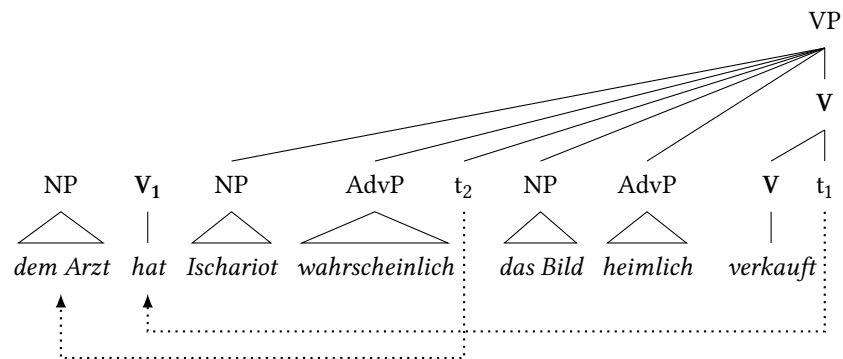 VP
V
NP V₁ NP AdvP t₂ NP AdvP V t₁
dem Arzt hat Ischariot wahrscheinlich das Bild heimlich verkauft